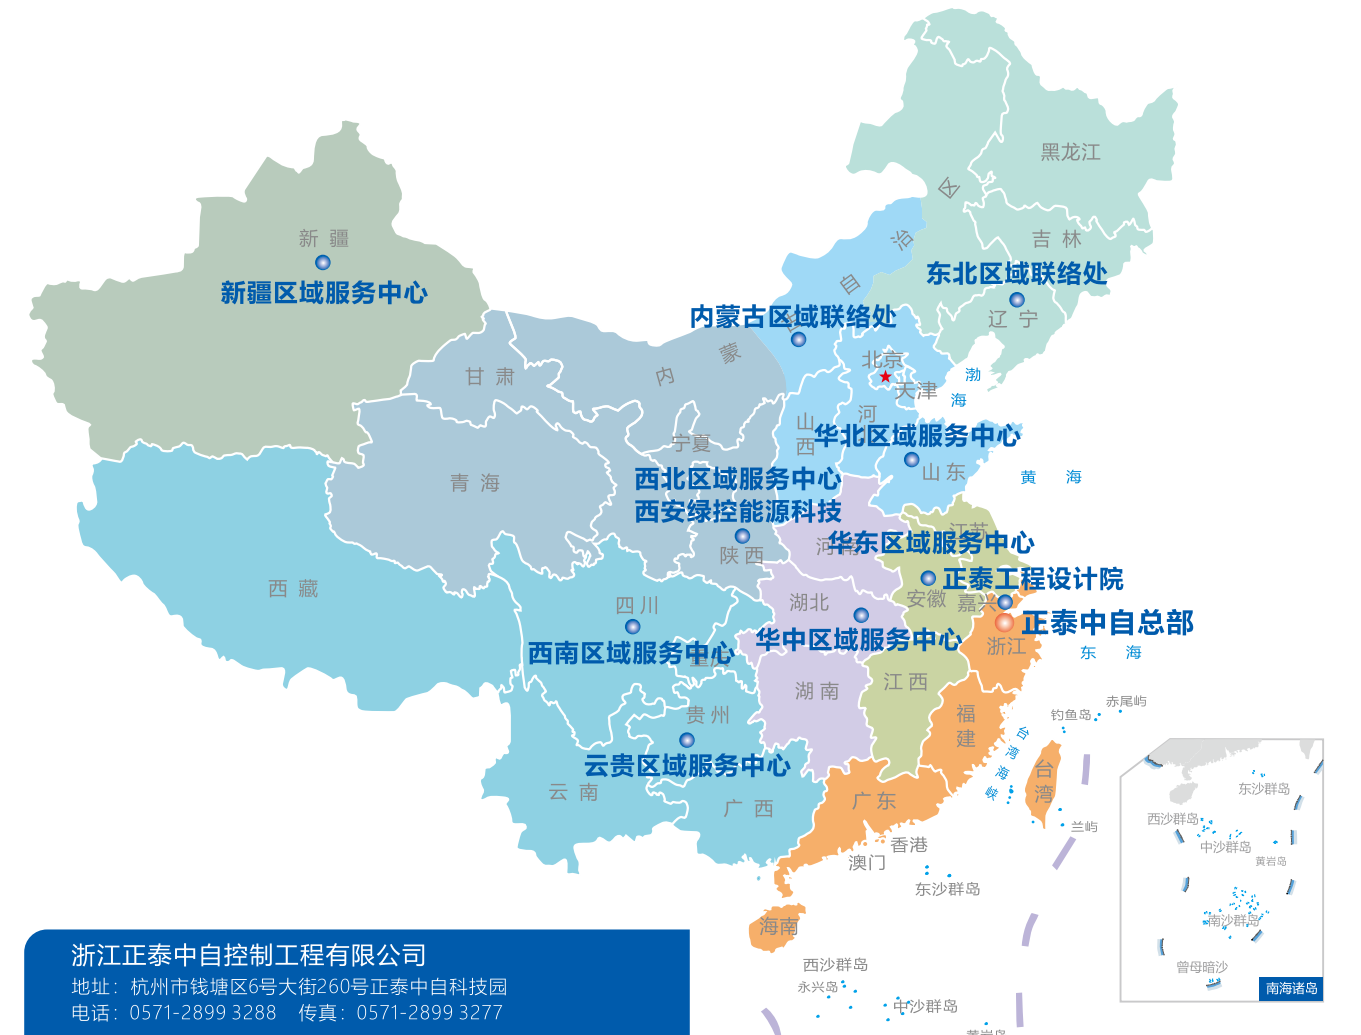 黑龙江
区
新疆
吉林
治
东北区域联络处
自
新疆区域服务中心
内蒙古区域联络处
辽宁
蒙
北京
内
甘肃
渤
海
天津
河
山
西
华北区域服务中心
宁夏
山东
青海
西北区域服务中心
黄海
西安绿控能源科技
江苏
河南
华东区域服务中心
陕西
正泰工程设计院
西藏
安徽
嘉兴
湖北
四川
正泰中自总部
华中区域服务中心
浙江
西南区域服务中心
重庆
东海
江西
湖南
赤尾屿
钓鱼岛
贵州
福
建
台
湾
海
峡
云贵区域服务中心
台
湾
云南
广西
广东
兰屿
香港
澳门
东沙群岛
海南
西沙群岛
永兴岛
中沙群岛
黄岩岛
东沙群岛
西沙群岛
中沙群岛
黄岩岛
南沙群岛
曾母暗沙
南海诸岛
浙江正泰中自控制工程有限公司
地址：杭州市钱塘区6号大街260号正泰中自科技园
电话：0571-2899 3288 传真：0571-2899 3277